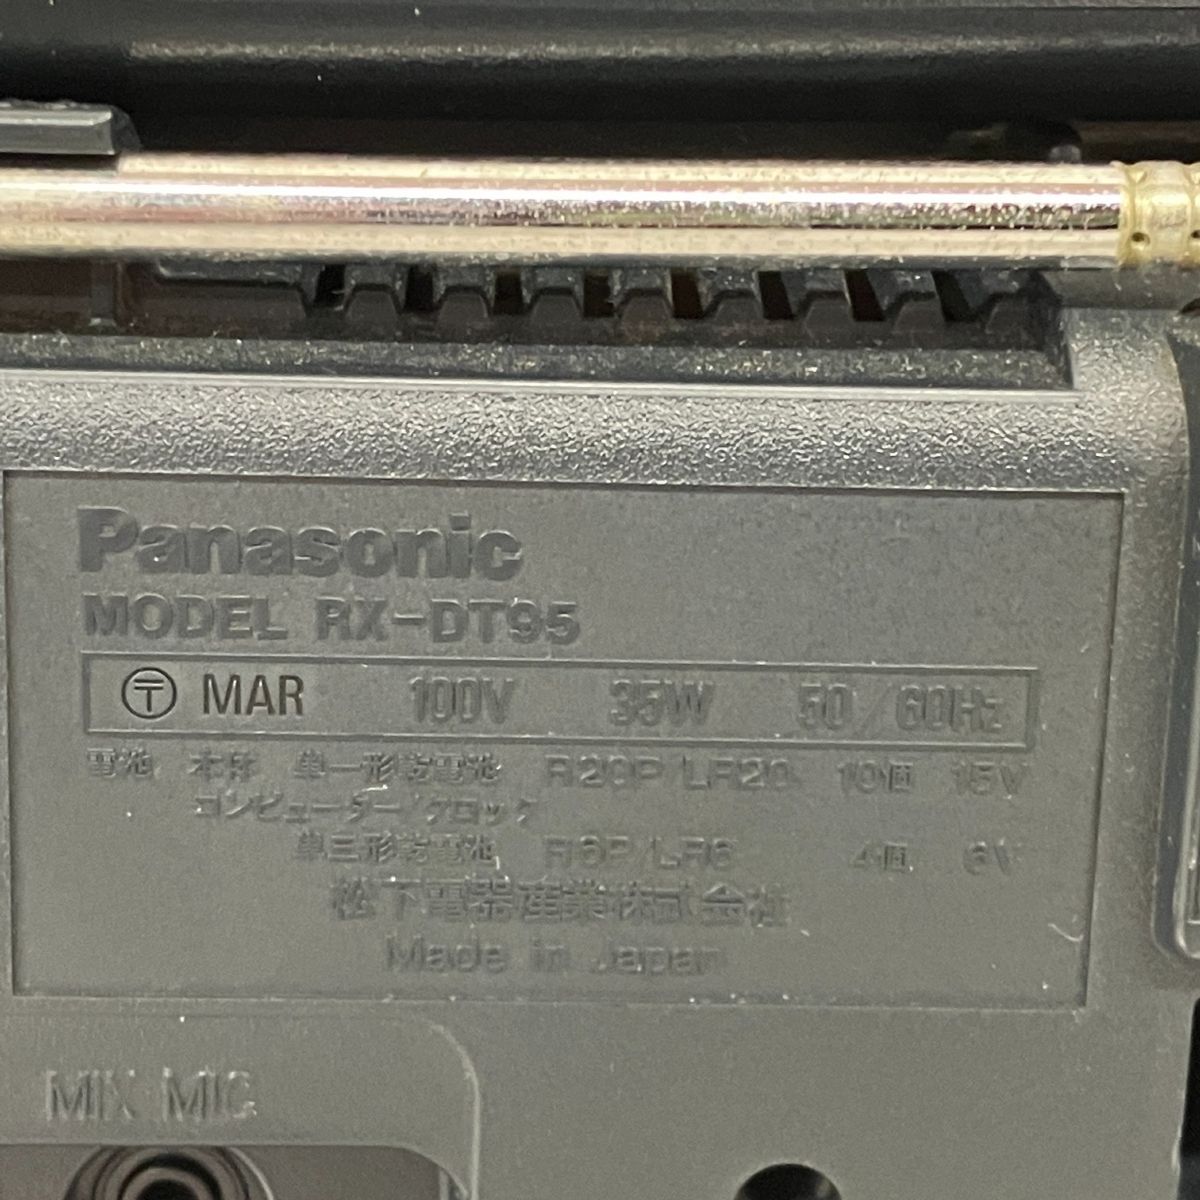 Panasonic
MODEL RX-DT95
〒 MAR 100V 35W 50/60Hz
電池 本体 単一形乾電池 R20P/LR20 10個 15V
コンピューター/クロック
単三形乾電池 R6P/LR6 4個 6V
松下電器産業株式会社
Made in Japan
MIX MIC